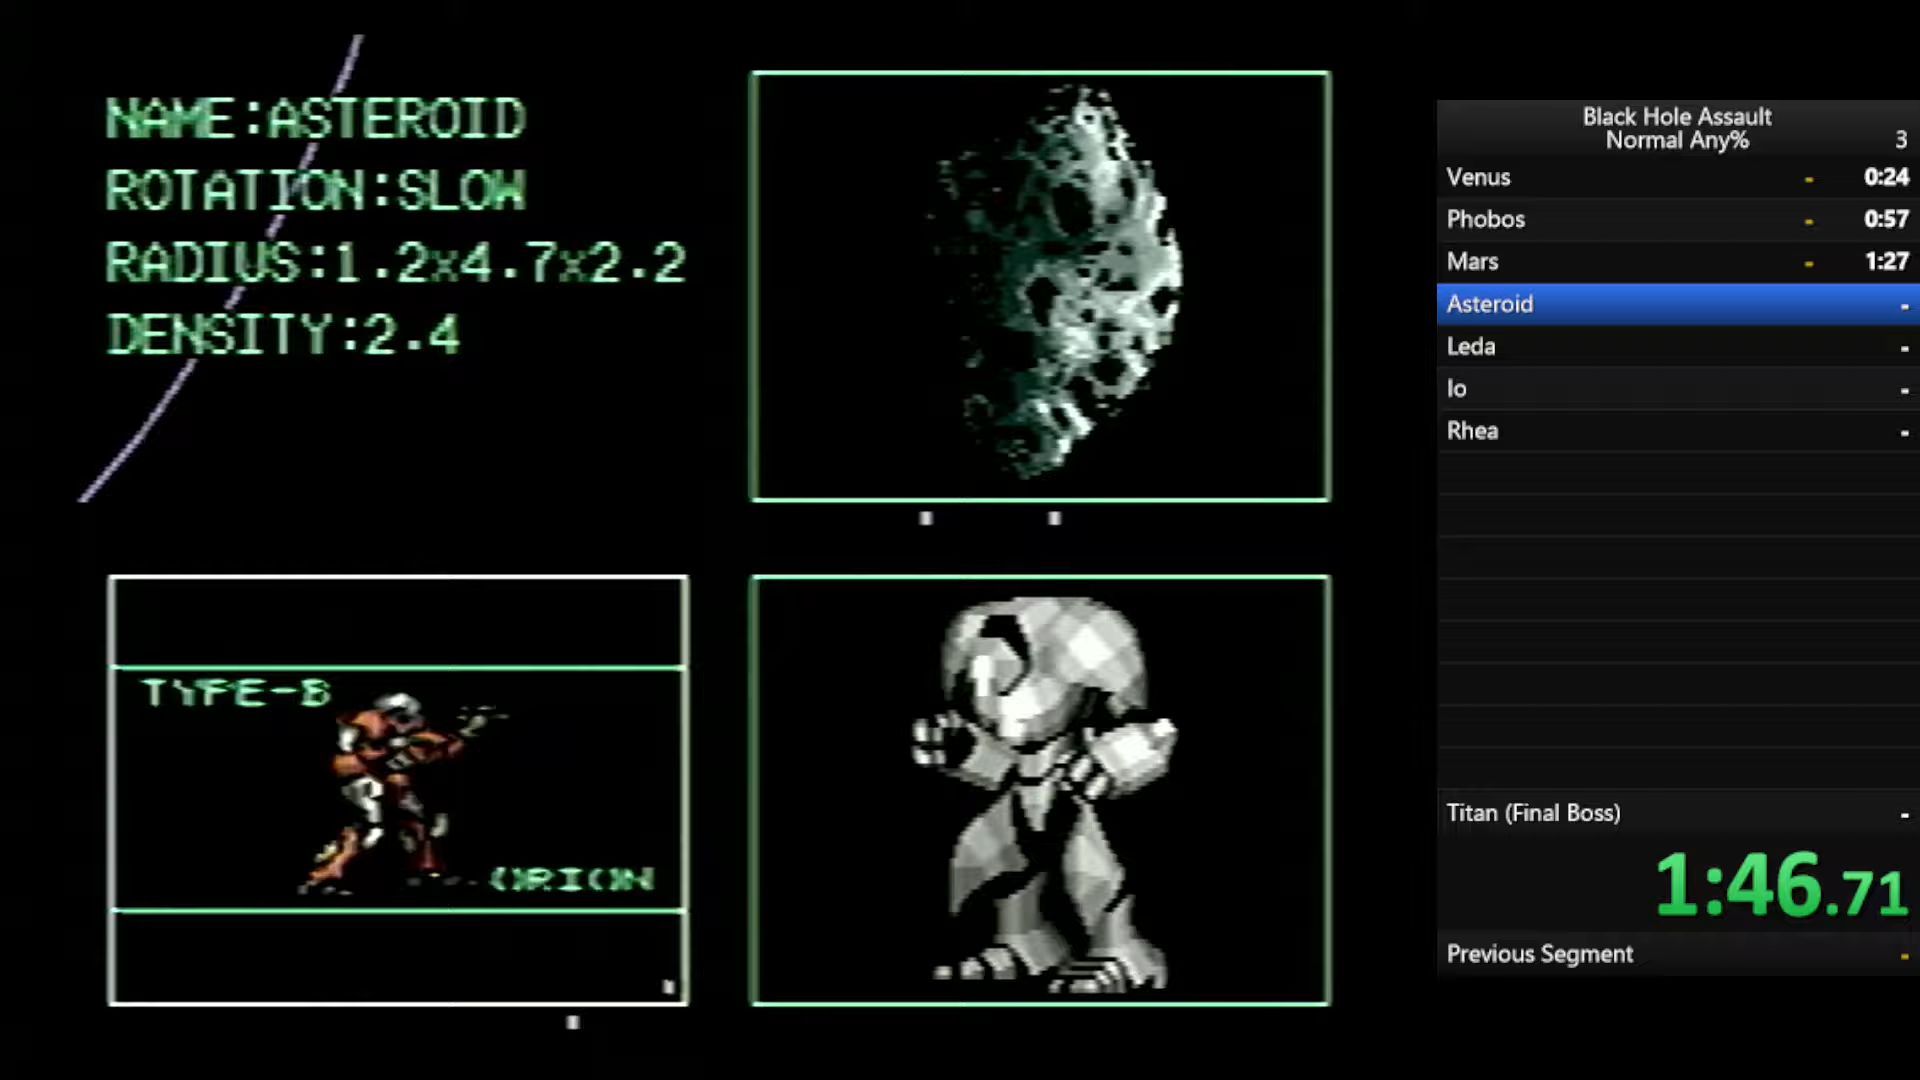 NAME:ASTEROID
ROTATION:SLOW
RADIUS:1.2x4.7x2.2
DENSITY:2.4
TYPE-B
ORION
Black Hole Assault
Normal Any%
3
Venus - 0:24
Phobos - 0:57
Mars - 1:27
Asteroid -
Leda -
Io -
Rhea -
Titan (Final Boss) -
1:46.71
Previous Segment -